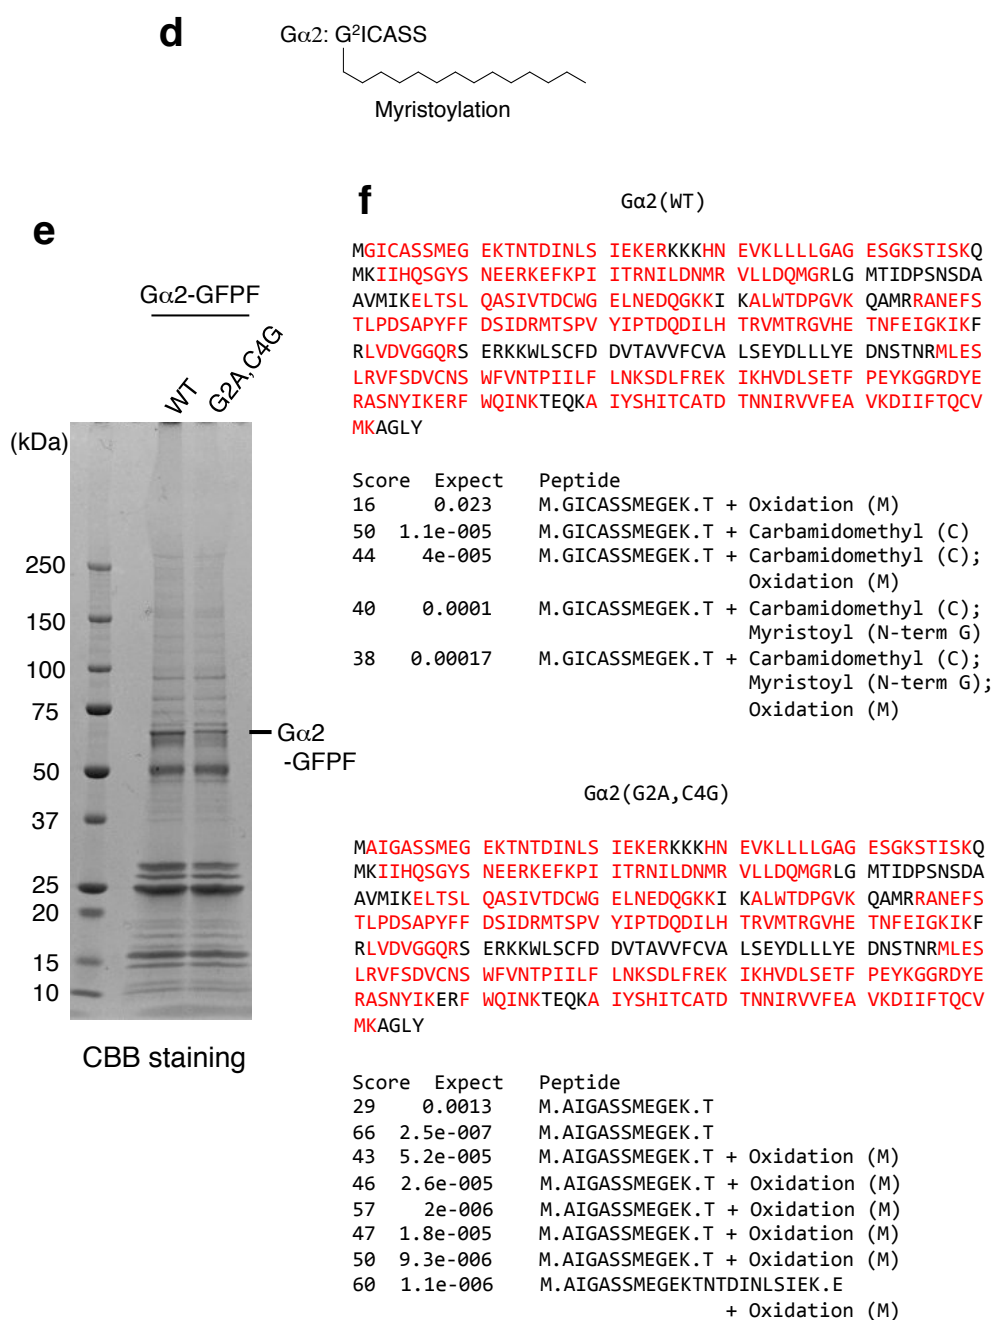 d
Gα2: G²ICASS
Myristoylation
e
Gα2-GFPF
WT
G2A,C4G
(kDa)
250
150
100
75
50
37
25
20
15
10
Gα2
-GFPF
CBB staining
f
Gα2(WT)
MGICASSMEG EKTNTDINLS IEKERKKKHN EVKLLLLGAG ESGKSTISKQ
MKIIHQSGYS NEERKEFKPI ITRNILDNMR VLLDQMGRLG MTIDPSNSDA
AVMIKELTSL QASIVTDCWG ELNEDQGKKI KALWTDPGVK QAMRRANEFS
TLPDSAPYFF DSIDRMTSPV YIPTDQDILH TRVMTRGVHE TNFEIGKIKF
RLVDVGGQRS ERKKWLSCFD DVTAVVFCVA LSEYDLLLYE DNSTNRMLES
LRVFSDVCNS WFVNTPIILF LNKSDLFREK IKHVDLSETF PEYKGGRDYE
RASNYIKERF WQINKTEQKA IYSHITCATD TNNIRVVFEA VKDIIFTQCV
MKAGLY
Score Expect Peptide
16 0.023 M.GICASSMEGEK.T + Oxidation (M)
50 1.1e-005 M.GICASSMEGEK.T + Carbamidomethyl (C)
44 4e-005 M.GICASSMEGEK.T + Carbamidomethyl (C);
Oxidation (M)
40 0.0001 M.GICASSMEGEK.T + Carbamidomethyl (C);
Myristoyl (N-term G)
38 0.00017 M.GICASSMEGEK.T + Carbamidomethyl (C);
Myristoyl (N-term G);
Oxidation (M)
Gα2(G2A,C4G)
MAIGASSMEG EKTNTDINLS IEKERKKKHN EVKLLLLGAG ESGKSTISKQ
MKIIHQSGYS NEERKEFKPI ITRNILDNMR VLLDQMGRLG MTIDPSNSDA
AVMIKELTSL QASIVTDCWG ELNEDQGKKI KALWTDPGVK QAMRRANEFS
TLPDSAPYFF DSIDRMTSPV YIPTDQDILH TRVMTRGVHE TNFEIGKIKF
RLVDVGGQRS ERKKWLSCFD DVTAVVFCVA LSEYDLLLYE DNSTNRMLES
LRVFSDVCNS WFVNTPIILF LNKSDLFREK IKHVDLSETF PEYKGGRDYE
RASNYIKERF WQINKTEQKA IYSHITCATD TNNIRVVFEA VKDIIFTQCV
MKAGLY
Score Expect Peptide
29 0.0013 M.AIGASSMEGEK.T
66 2.5e-007 M.AIGASSMEGEK.T
43 5.2e-005 M.AIGASSMEGEK.T + Oxidation (M)
46 2.6e-005 M.AIGASSMEGEK.T + Oxidation (M)
57 2e-006 M.AIGASSMEGEK.T + Oxidation (M)
47 1.8e-005 M.AIGASSMEGEK.T + Oxidation (M)
50 9.3e-006 M.AIGASSMEGEK.T + Oxidation (M)
60 1.1e-006 M.AIGASSMEGEKTNTDINLSIEK.E
+ Oxidation (M)